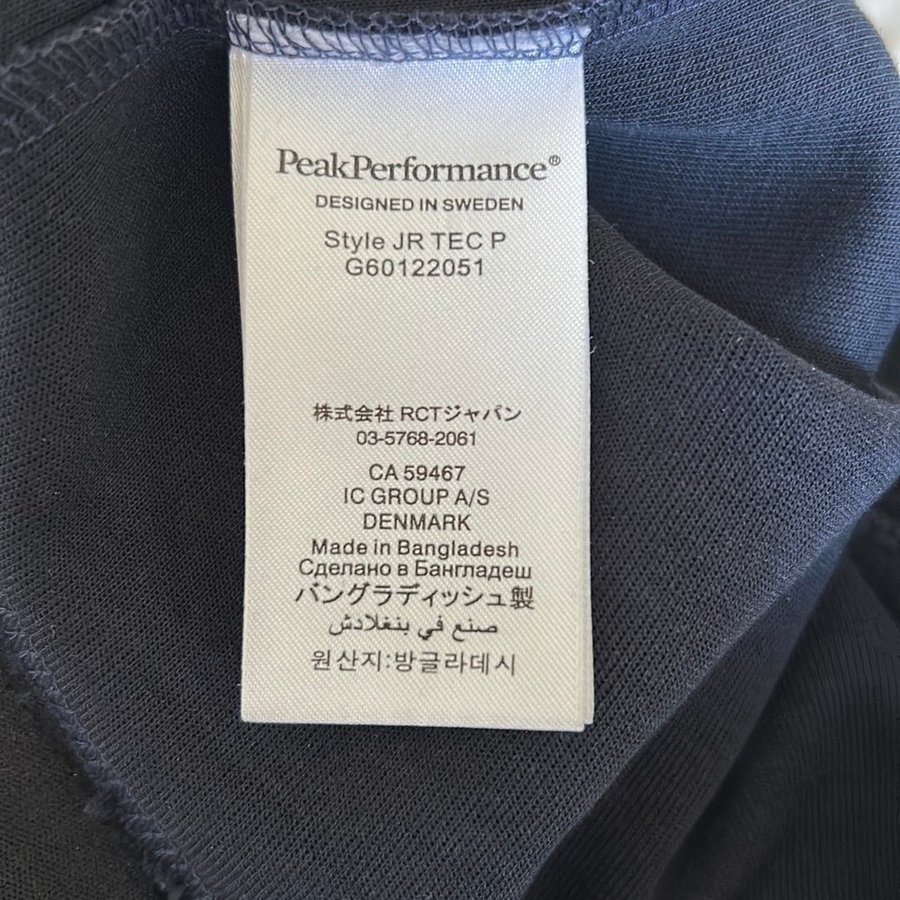 PeakPerformance®
DESIGNED IN SWEDEN
Style JR TEC P
G60122051
株式会社 RCTジャパン
03-5768-2061
CA 59467
IC GROUP A/S
DENMARK
Made in Bangladesh
Сделано в Бангладеш
バングラディッシュ製
صنع في بنغلادش
원산지:방글라데시